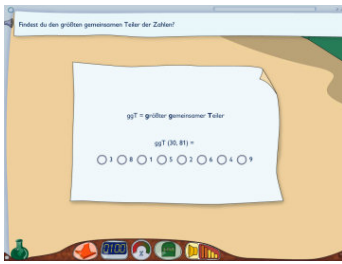 Findest du den größten gemeinsamen Teiler der Zahlen?
ggT = größter gemeinsamer Teiler
ggT (30, 81) =
3 8 1 5 2 6 4 9